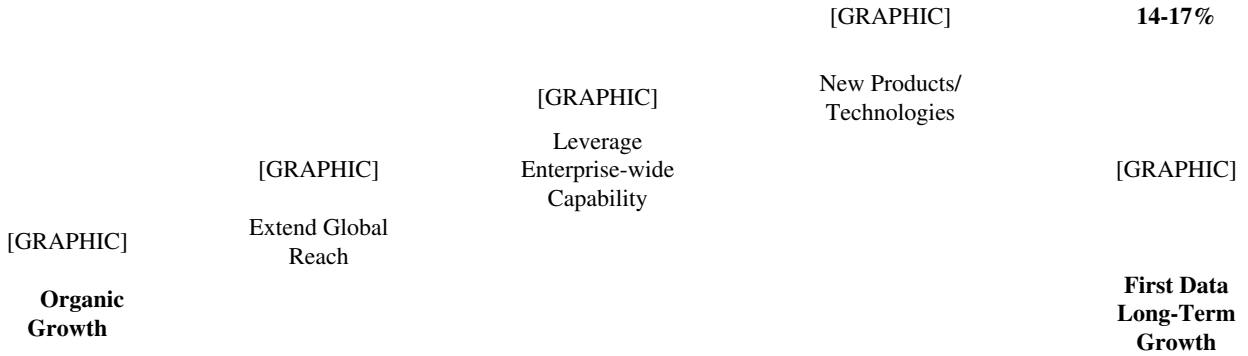 [GRAPHIC]
14-17%
[GRAPHIC]
New Products/
Technologies
[GRAPHIC]
Leverage
Enterprise-wide
Capability
[GRAPHIC]
[GRAPHIC]
Extend Global
Reach
[GRAPHIC]
Organic
Growth
First Data
Long-Term
Growth